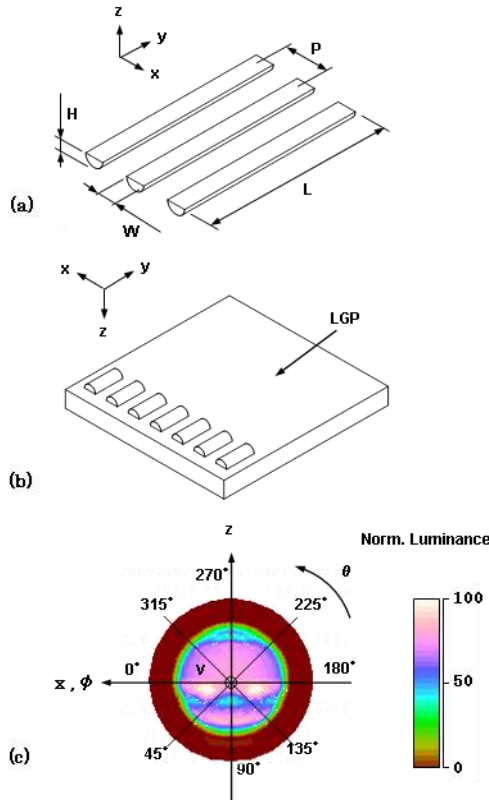 z
y
x
P
H
L
W
(a)
x
y
z
LGP
(b)
Norm. Luminance
z
θ
270°
315°
225°
100
0°
V
180°
x , ϕ
50
45°
135°
90°
0
(c)